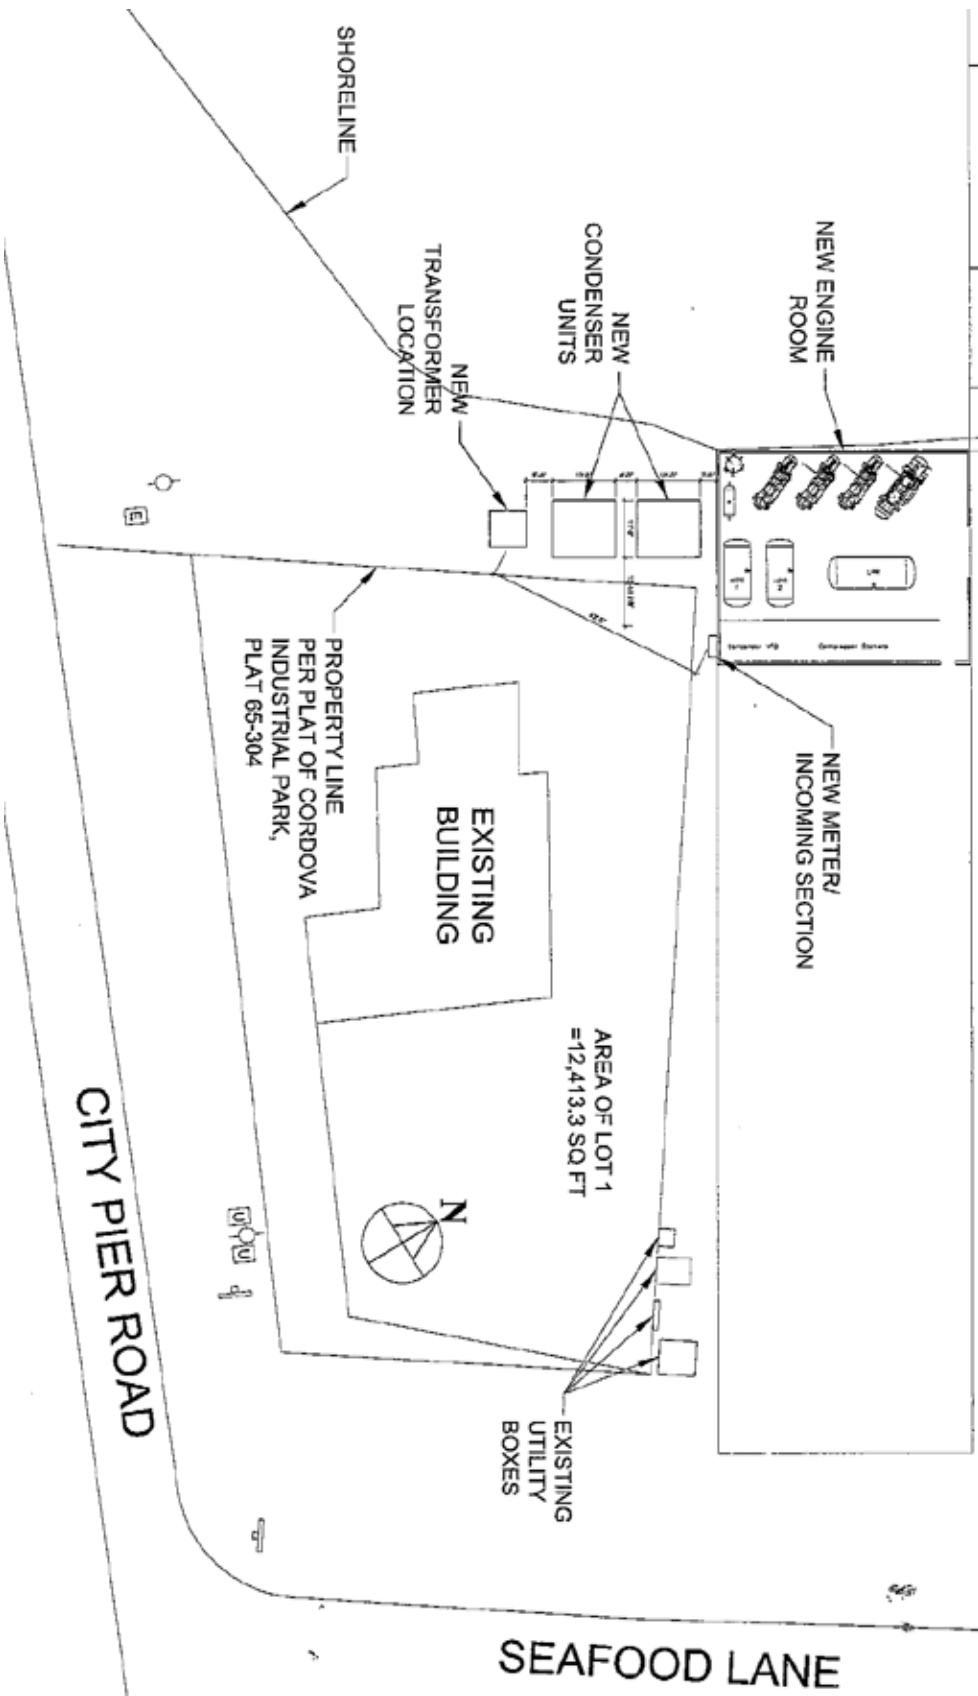 SHORELINE
NEW ENGINE
ROOM
NEW
CONDENSER
UNITS
NEW
TRANSFORMER
LOCATION
E
PROPERTY LINE
PER PLAT OF CORDOVA
INDUSTRIAL PARK,
PLAT 65-304
NEW METER/
INCOMING SECTION
EXISTING
BUILDING
AREA OF LOT 1
=12,413.3 SQ FT
N
U
U
EXISTING
UTILITY
BOXES
CITY PIER ROAD
SEAFOOD LANE